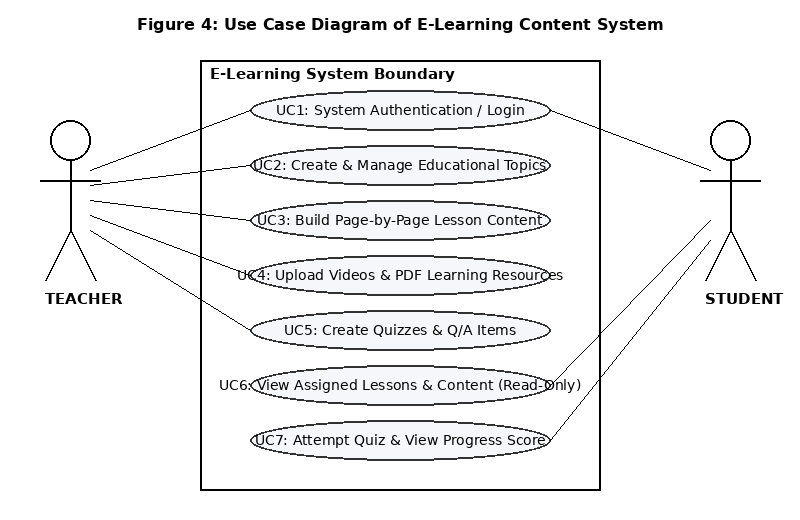 Figure 4: Use Case Diagram of E-Learning Content System
E-Learning System Boundary
UC1: System Authentication / Login
UC2: Create & Manage Educational Topics
UC3: Build Page-by-Page Lesson Content
UC4: Upload Videos & PDF Learning Resources
TEACHER
STUDENT
UC5: Create Quizzes & Q/A Items
UC6: View Assigned Lessons & Content (Read-Only)
UC7: Attempt Quiz & View Progress Score